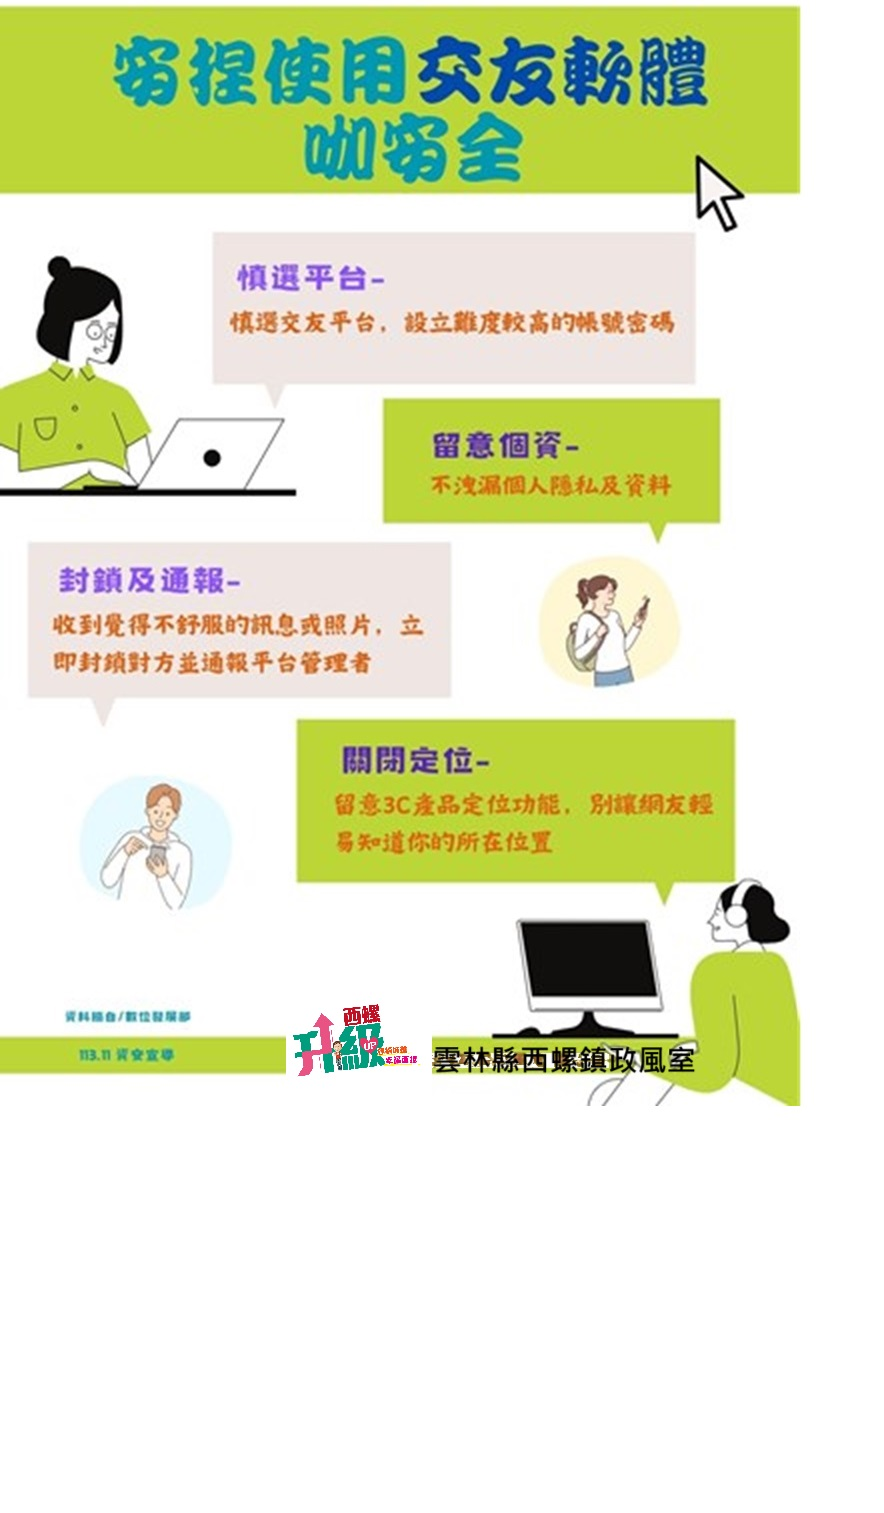 安捏使用交友軟體
咖安全
慎選平台-
慎選交友平台，設立難度較高的帳號密碼
留意個資-
不洩漏個人隱私及資料
封鎖及通報-
收到覺得不舒服的訊息或照片，立
即封鎖對方並通報平台管理者
關閉定位-
留意3C產品定位功能，別讓網友輕
易知道你的所在位置
資料摘自/數位發展部
113.11 資安宣導
西螺
升級
UP
雲林縣西螺鎮政風室